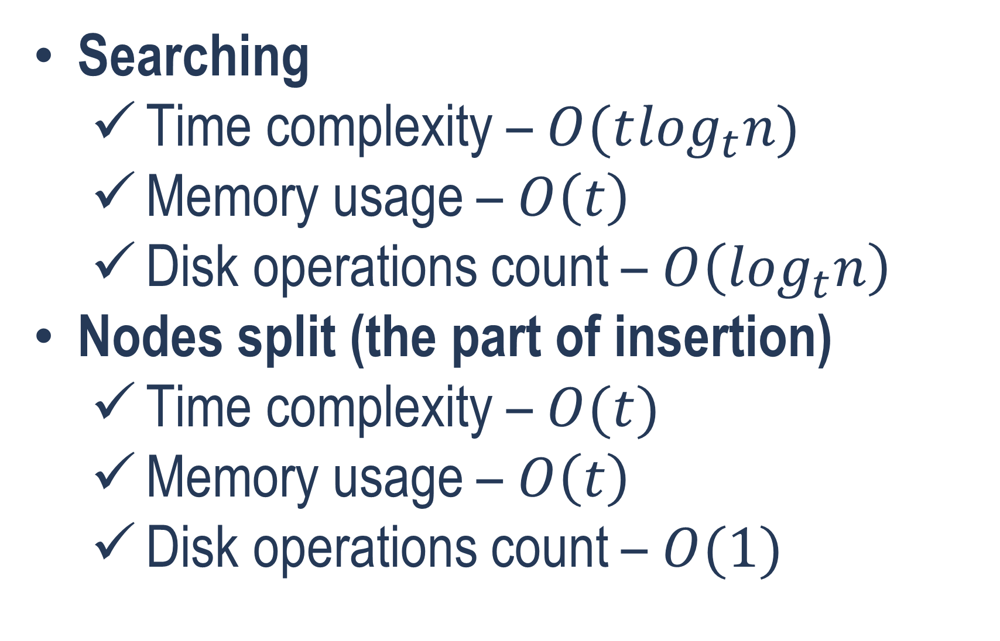 • Searching
✓ Time complexity – O(tlog_t n)
✓ Memory usage – O(t)
✓ Disk operations count – O(log_t n)
• Nodes split (the part of insertion)
✓ Time complexity – O(t)
✓ Memory usage – O(t)
✓ Disk operations count – O(1)